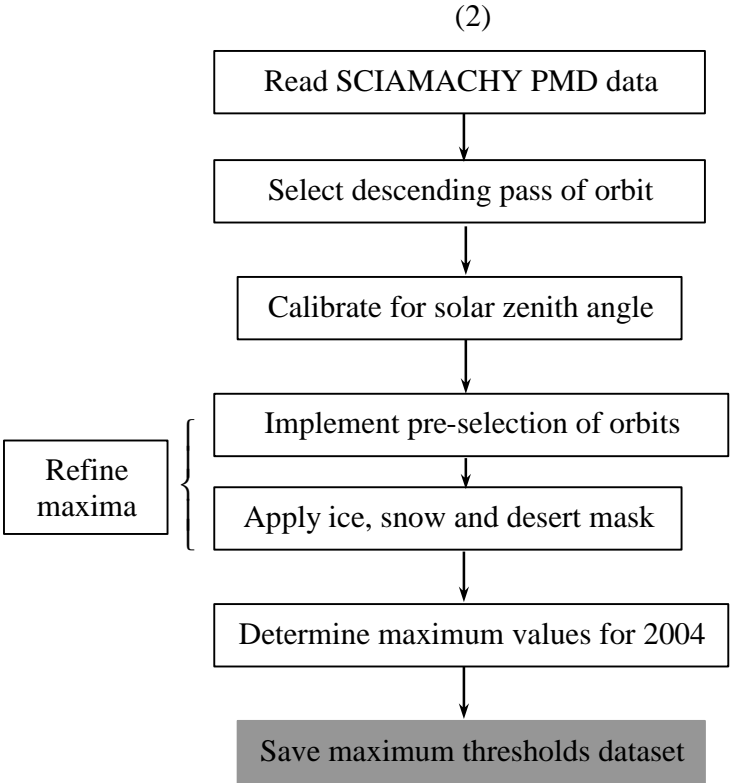 (2)
Read SCIAMACHY PMD data
Select descending pass of orbit
Calibrate for solar zenith angle
Implement pre-selection of orbits
Refine
maxima
Apply ice, snow and desert mask
Determine maximum values for 2004
Save maximum thresholds dataset